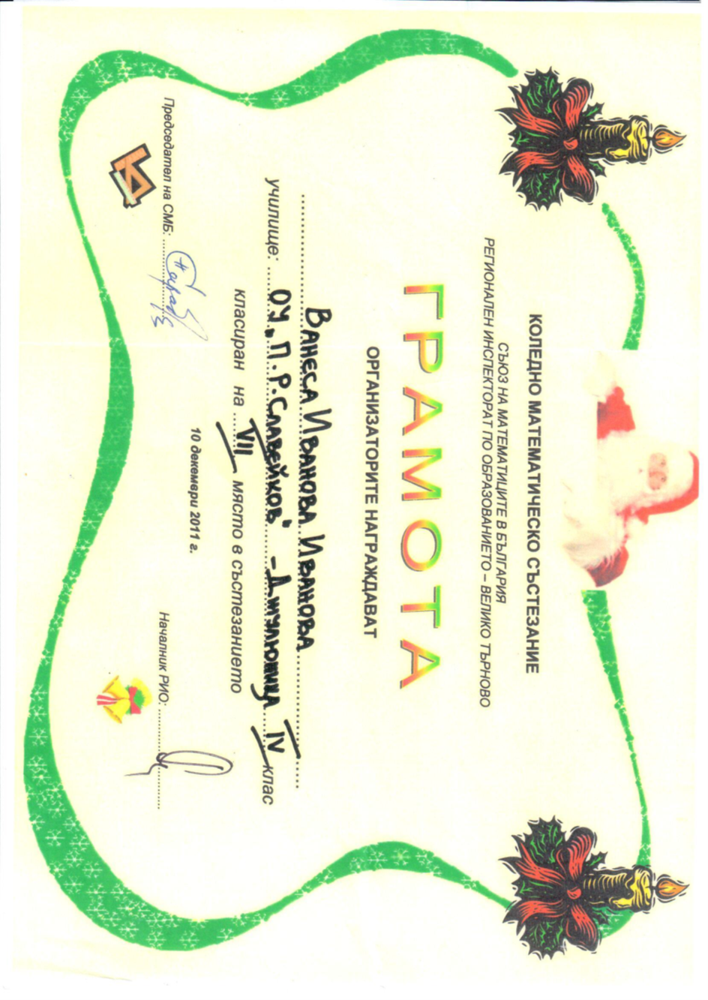 КОЛЕДНО МАТЕМАТИЧЕСКО СЪСТЕЗАНИЕ
СЪЮЗ НА МАТЕМАТИЦИТЕ В БЪЛГАРИЯ
РЕГИОНАЛЕН ИНСПЕКТОРАТ ПО ОБРАЗОВАНИЕТО – ВЕЛИКО ТЪРНОВО
ГРАМОТА
ОРГАНИЗАТОРИТЕ НАГРАЖДАВАТ
ВАНЕСА ИВАНОВА ИВАНОВА
училище: ОУ „П.Р.СЛАВЕЙКОВ" - ДЖУЛЮНИЦА IV клас
класиран на VII място в състезанието
10 декември 2011 г.
Председател на СМБ: Началник РИО: